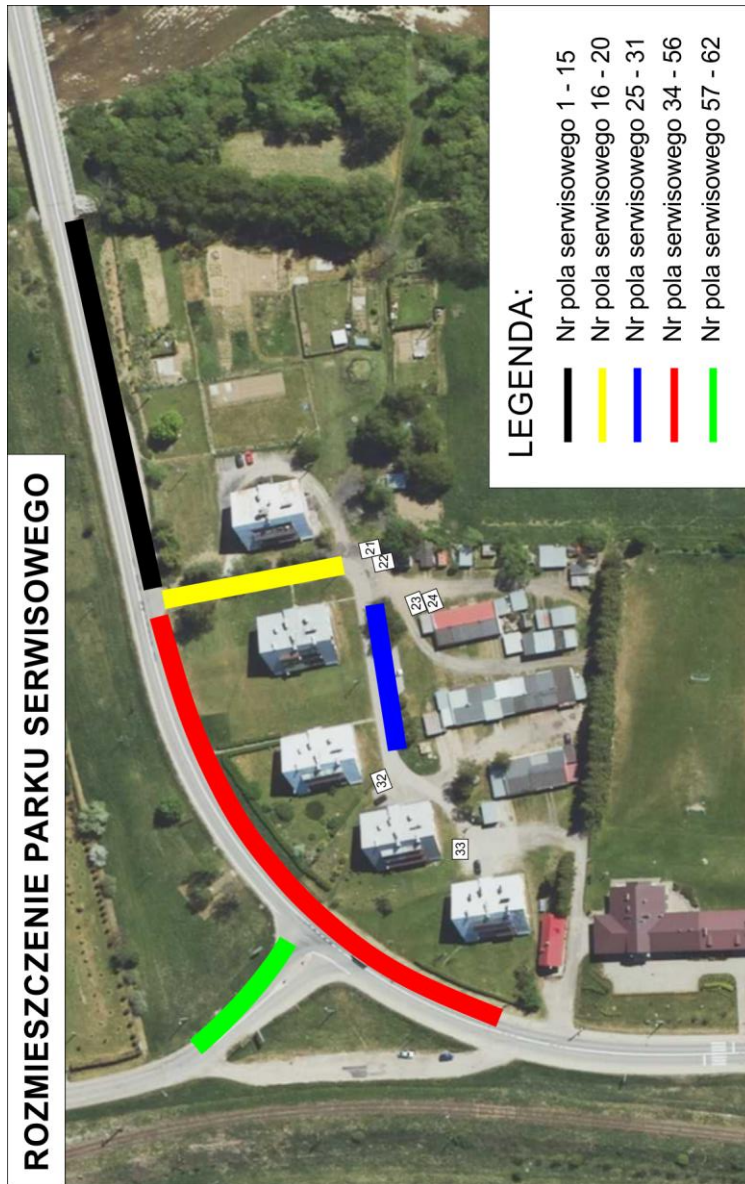 ROZMIESZCZENIE PARKU SERWISOWEGO
21
22
23
24
32
33
LEGENDA:
Nr pola serwisowego 1 - 15
Nr pola serwisowego 16 - 20
Nr pola serwisowego 25 - 31
Nr pola serwisowego 34 - 56
Nr pola serwisowego 57 - 62